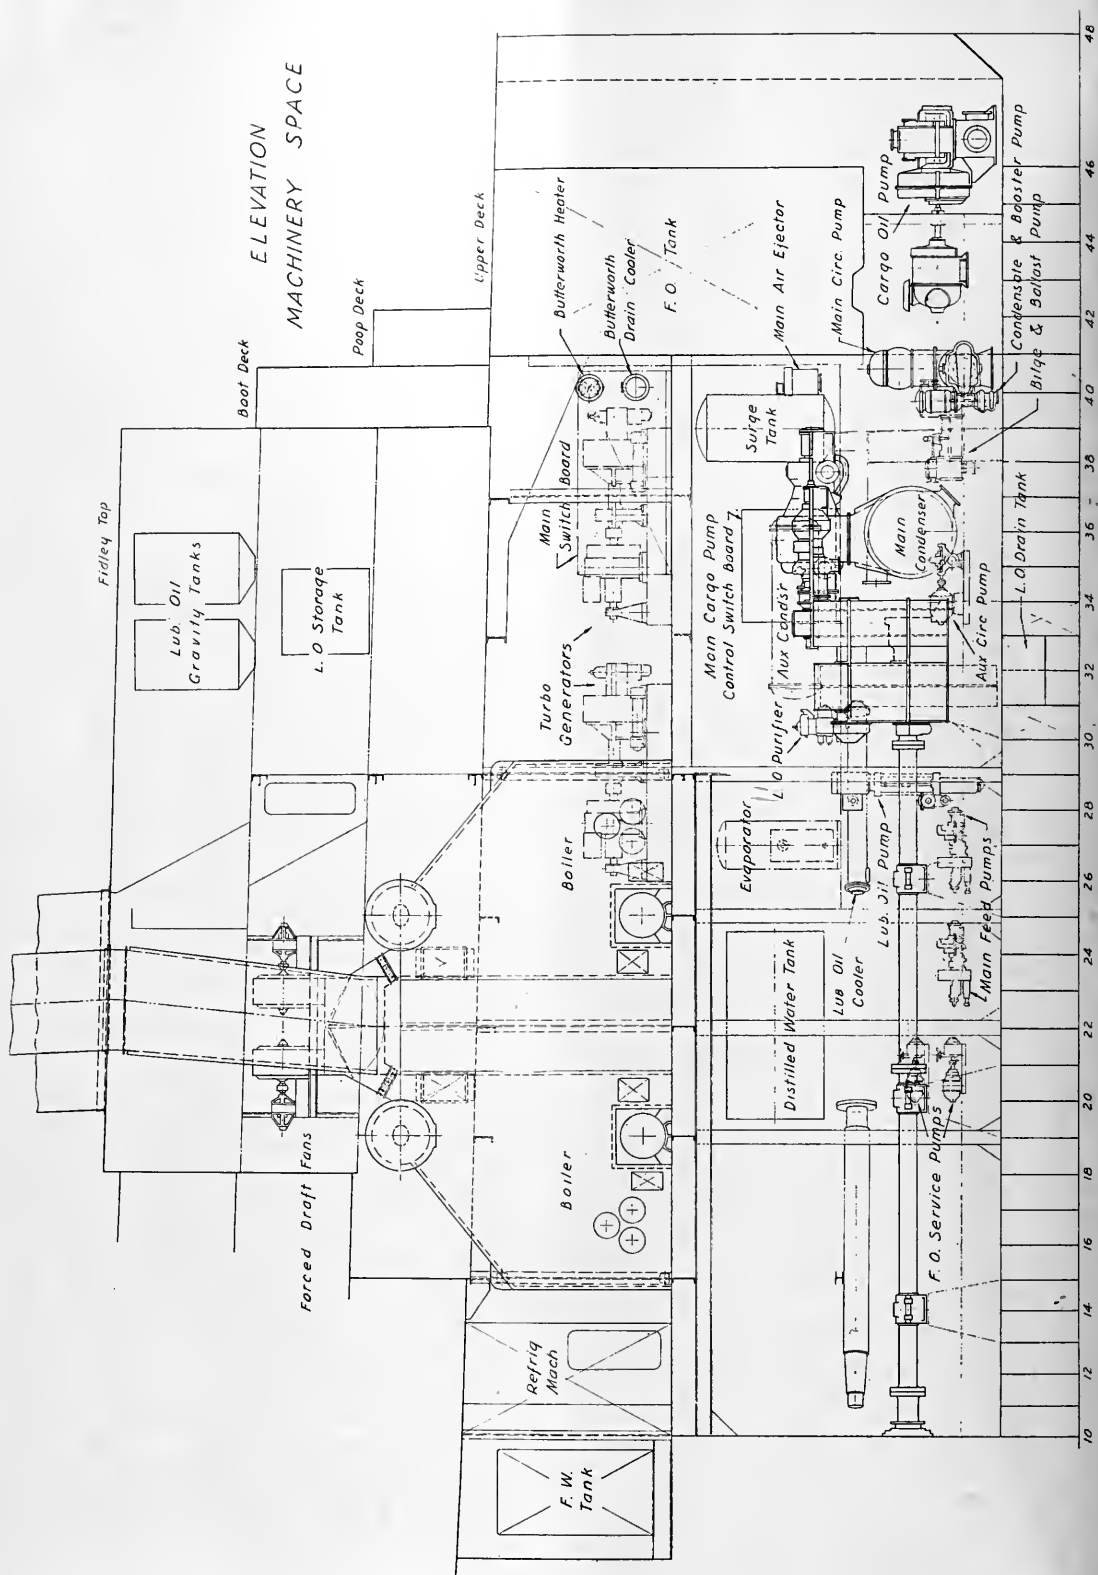 ELEVATION
MACHINERY SPACE
Fidley Top
Boat Deck
Poop Deck
Upper Deck
Lub. Oil
Gravity Tanks
L. O Storage
Tank
Forced Draft Fans
Butterworth Heater
Butterworth
Drain Cooler
F. O. Tank
Main
Switch Board
Turbo
Generators
Boiler
Boiler
Refrig
Mach
F. W.
Tank
Main Air Ejector
Main Circ. Pump
Cargo Oil Pump
Surge
Tank
Main Cargo Pump
Control Switch Board
Aux Condsr
L. O Purifier
Evaporator
Distilled Water Tank
Lub Oil
Cooler
Lub. Oil Pump
Main
Condenser
Condensate & Booster Pump
Bilge & Ballast Pump
L. O Drain Tank
Aux Circ Pump
Main Feed Pumps
F. O. Service Pumps
10 12 14 16 18 20 22 24 26 28 30 32 34 36 38 40 42 44 46 48